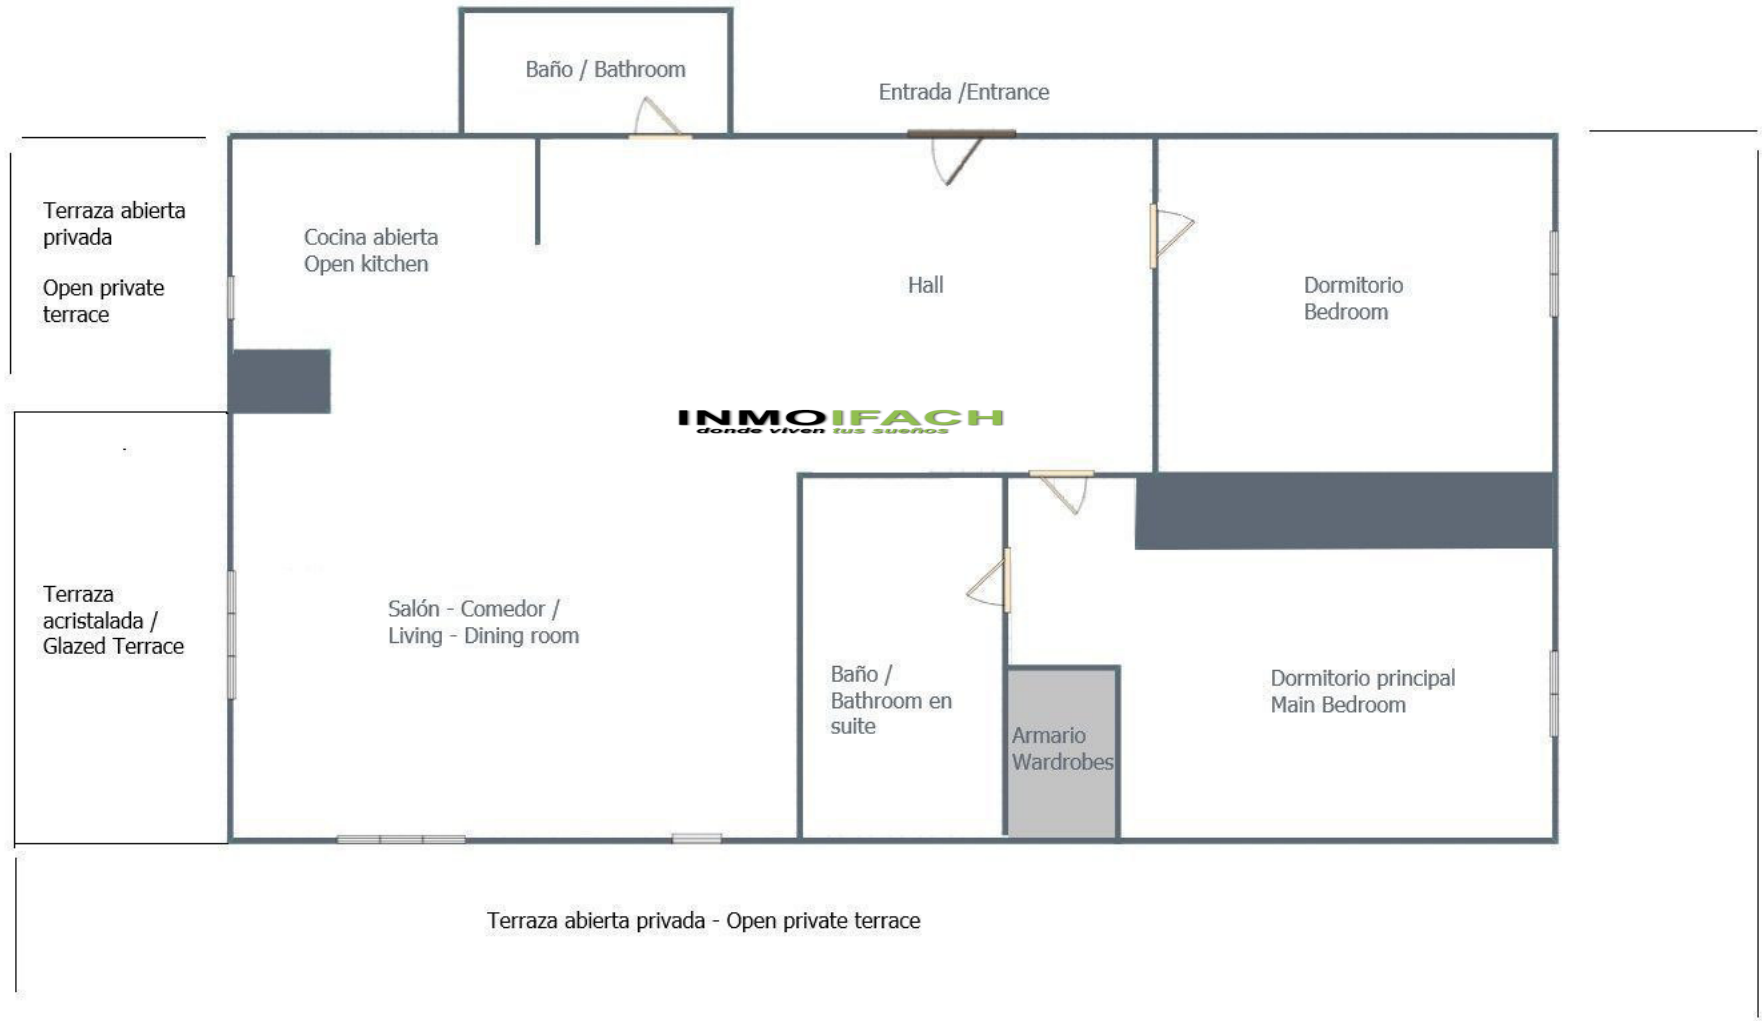 Baño / Bathroom
Entrada /Entrance
Terraza abierta
privada
Open private
terrace
Cocina abierta
Open kitchen
Hall
Dormitorio
Bedroom
INMOIFACH
donde viven tus sueños
Terraza
acristalada /
Glazed Terrace
Salón - Comedor /
Living - Dining room
Baño /
Bathroom en
suite
Armario
Wardrobes
Dormitorio principal
Main Bedroom
Terraza abierta privada - Open private terrace